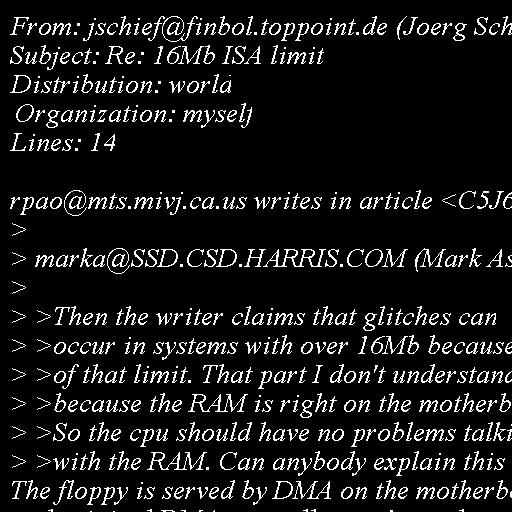 From: jschief@finbol.toppoint.de (Joerg Sch
Subject: Re: 16Mb ISA limit
Distribution: world
Organization: myself
Lines: 14

rpao@mts.mivj.ca.us writes in article <C5J6
>
> marka@SSD.CSD.HARRIS.COM (Mark As
>
> >Then the writer claims that glitches can
> >occur in systems with over 16Mb because
> >of that limit. That part I don't understand
> >because the RAM is right on the motherb
> >So the cpu should have no problems talki
> >with the RAM. Can anybody explain this
The floppy is served by DMA on the motherbo